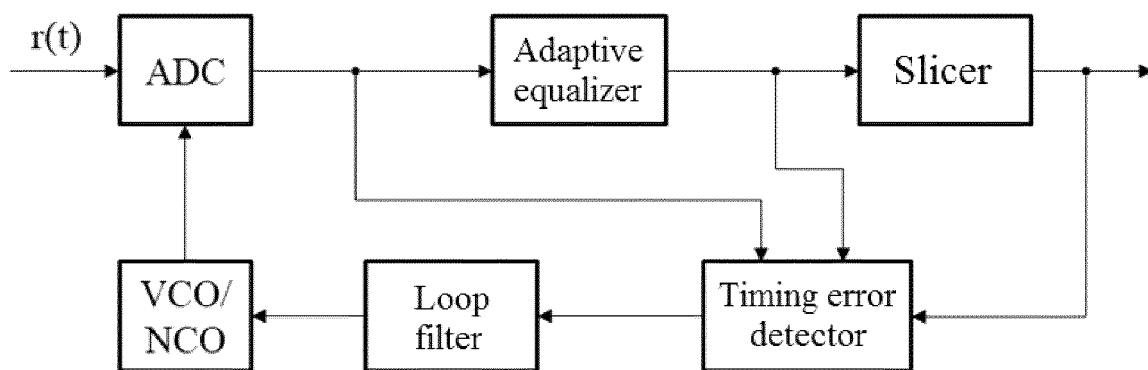 r(t)
ADC
Adaptive
equalizer
Slicer
VCO/
NCO
Loop
filter
Timing error
detector